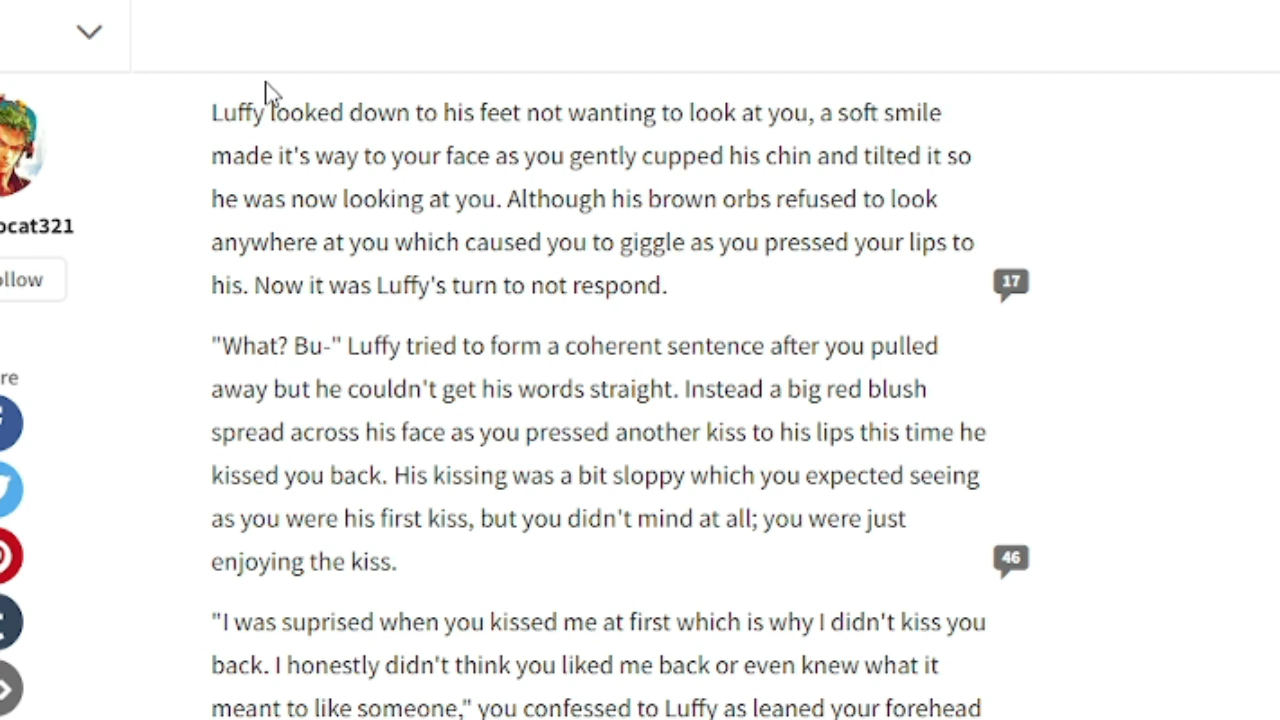 Luffy looked down to his feet not wanting to look at you, a soft smile
made it's way to your face as you gently cupped his chin and tilted it so
he was now looking at you. Although his brown orbs refused to look
anywhere at you which caused you to giggle as you pressed your lips to
his. Now it was Luffy's turn to not respond.
17
"What? Bu-" Luffy tried to form a coherent sentence after you pulled
away but he couldn't get his words straight. Instead a big red blush
spread across his face as you pressed another kiss to his lips this time he
kissed you back. His kissing was a bit sloppy which you expected seeing
as you were his first kiss, but you didn't mind at all; you were just
enjoying the kiss.
46
"I was suprised when you kissed me at first which is why I didn't kiss you
back. I honestly didn't think you liked me back or even knew what it
meant to like someone," you confessed to Luffy as leaned your forehead
ocat321
ollow
re